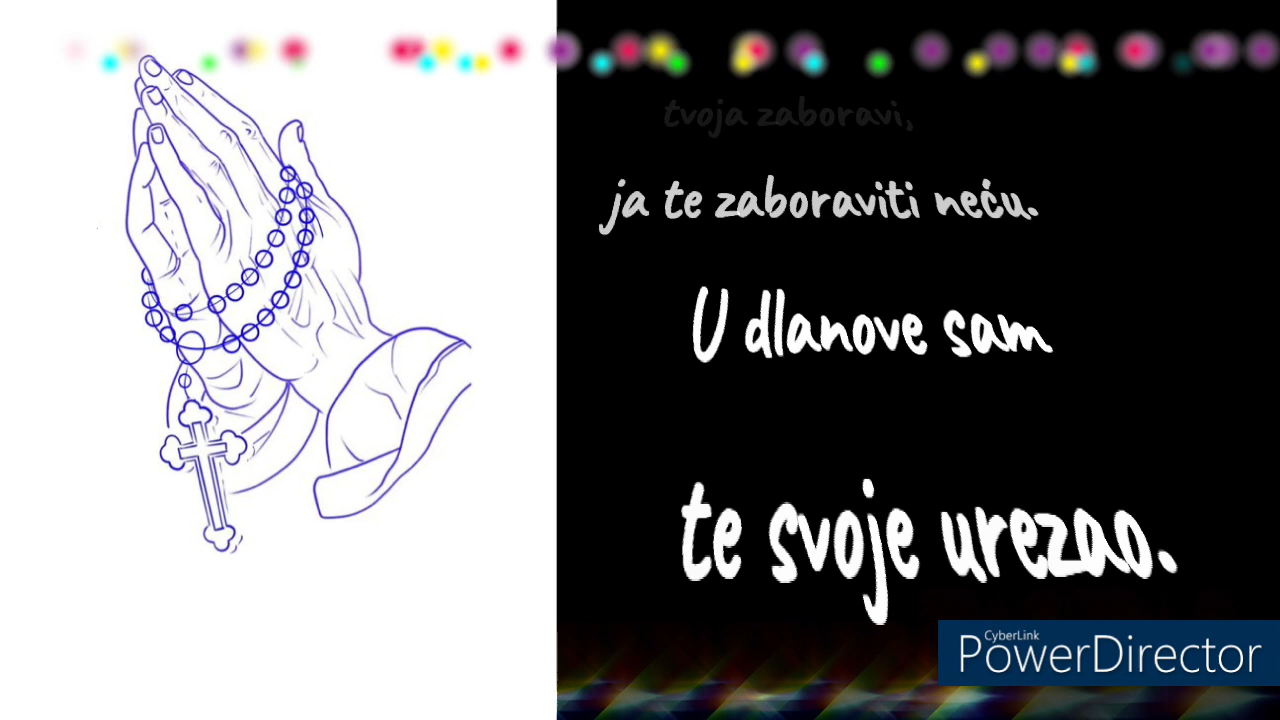 tvoja zaboravi,
ja te zaboraviti neću.
U dlanove sam
te svoje urezao.
CyberLink
PowerDirector